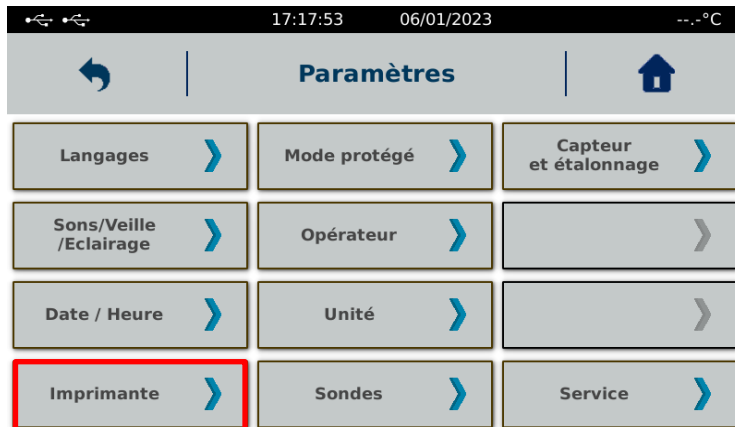 17:17:53 06/01/2023 --.-°C
Paramètres
Langages
Mode protégé
Capteur
et étalonnage
Sons/Veille
/Eclairage
Opérateur
Date / Heure
Unité
Imprimante
Sondes
Service